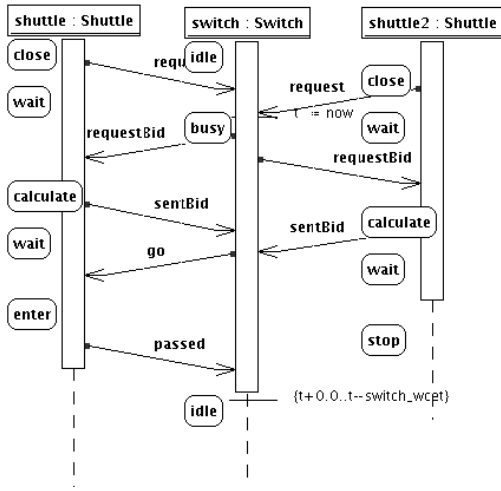 shuttle : Shuttle
switch : Switch
shuttle2 : Shuttle
close
idle
request
close
wait
:= now
busy
wait
requestBid
requestBid
calculate
sentBid
sentBid
calculate
wait
go
wait
enter
passed
stop
idle
{t+0.0..t--switch_wcet}